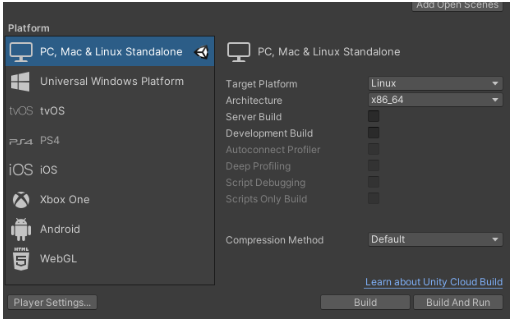 Add Open Scenes
Platform
PC, Mac & Linux Standalone
Universal Windows Platform
tvOS tvOS
PS4 PS4
iOS iOS
Xbox One
Android
HTML 5 WebGL
PC, Mac & Linux Standalone
Target Platform Linux
Architecture x86_64
Server Build
Development Build
Autoconnect Profiler
Deep Profiling
Script Debugging
Scripts Only Build
Compression Method Default
Learn about Unity Cloud Build
Player Settings...
Build
Build And Run